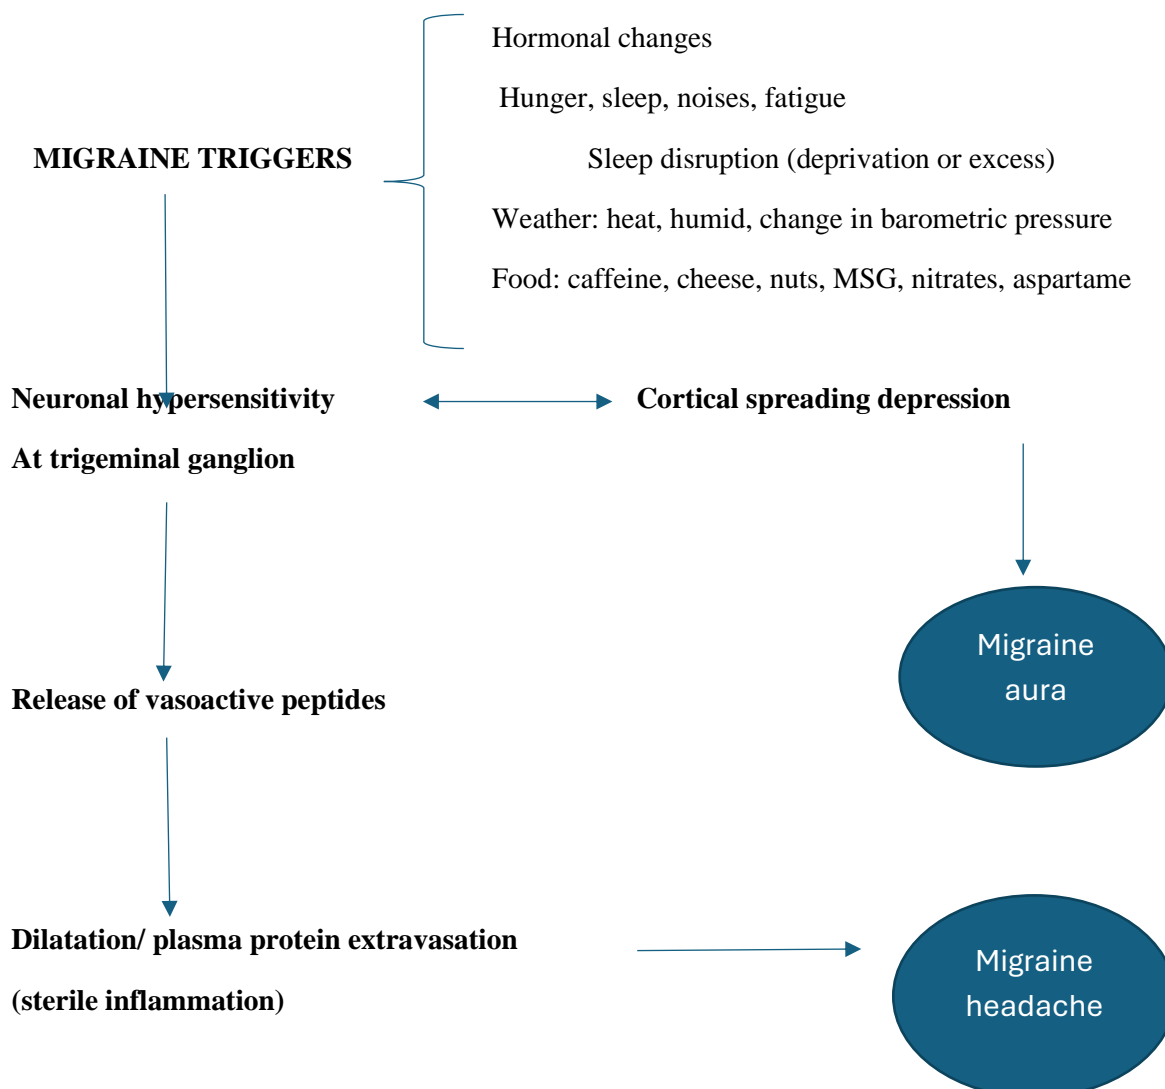 Hormonal changes
Hunger, sleep, noises, fatigue
MIGRAINE TRIGGERS
Sleep disruption (deprivation or excess)
Weather: heat, humid, change in barometric pressure
Food: caffeine, cheese, nuts, MSG, nitrates, aspartame
Neuronal hypersensitivity
At trigeminal ganglion
Cortical spreading depression
Migraine
aura
Release of vasoactive peptides
Dilatation/ plasma protein extravasation
(sterile inflammation)
Migraine
headache